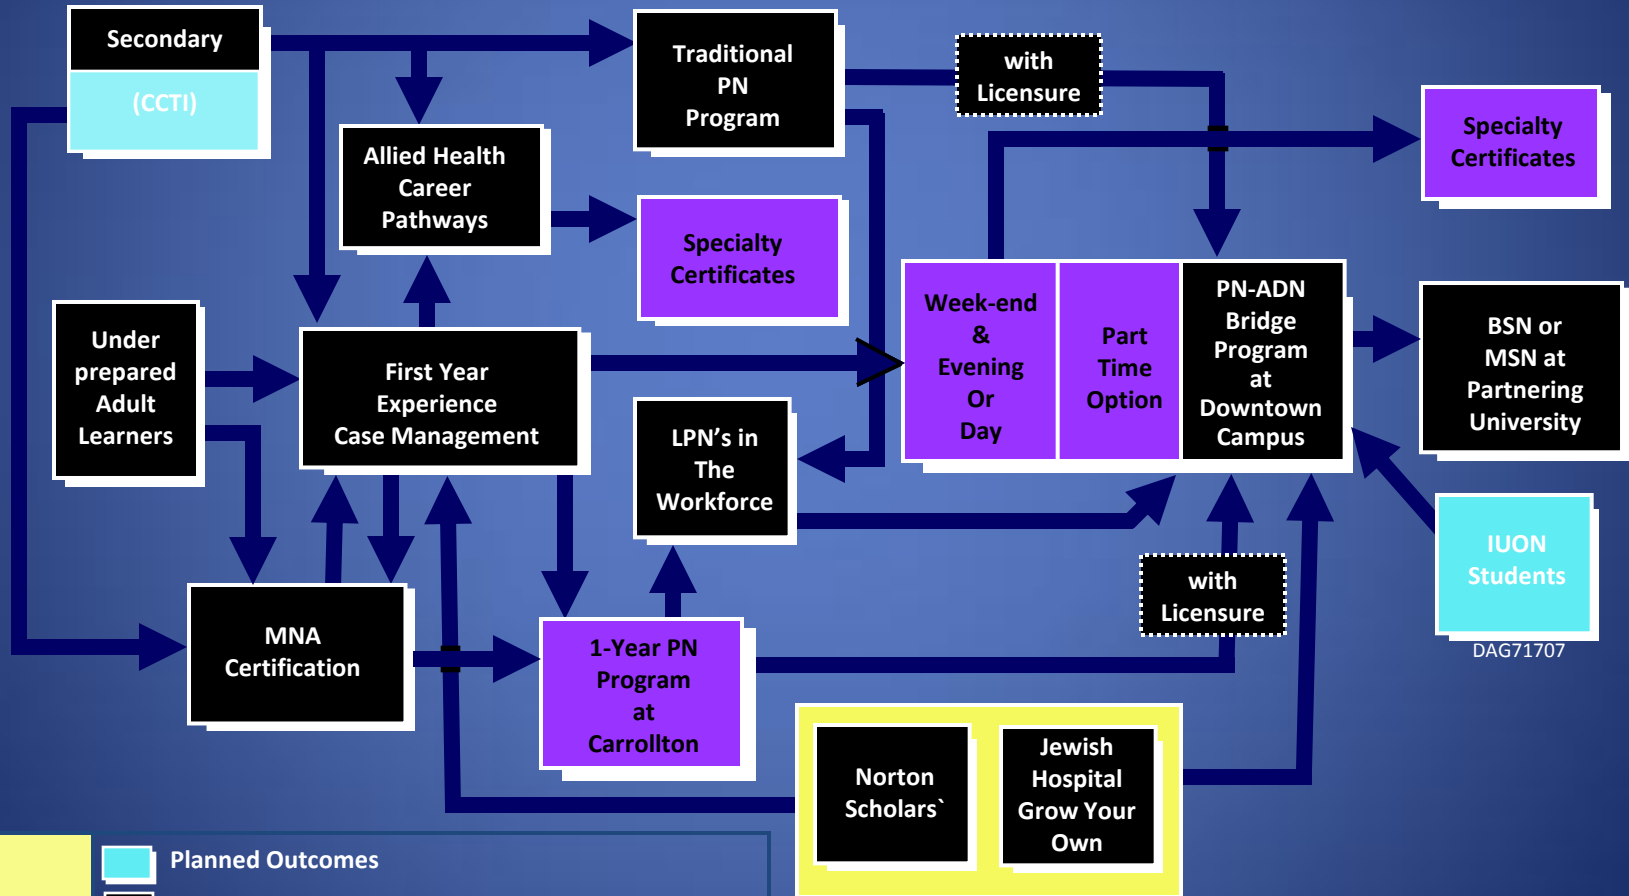 Secondary
(CCTI)
Traditional
PN
Program
with
Licensure
Specialty
Certificates
Allied Health
Career
Pathways
Specialty
Certificates
Under
prepared
Adult
Learners
First Year
Experience
Case Management
LPN's in
The
Workforce
Week-end
&
Evening
Or
Day
Part
Time
Option
PN-ADN
Bridge
Program
at
Downtown
Campus
BSN or
MSN at
Partnering
University
IUON
Students
DAG71707
with
Licensure
MNA
Certification
1-Year PN
Program
at
Carrollton
Norton
Scholars`
Jewish
Hospital
Grow Your
Own
Planned Outcomes